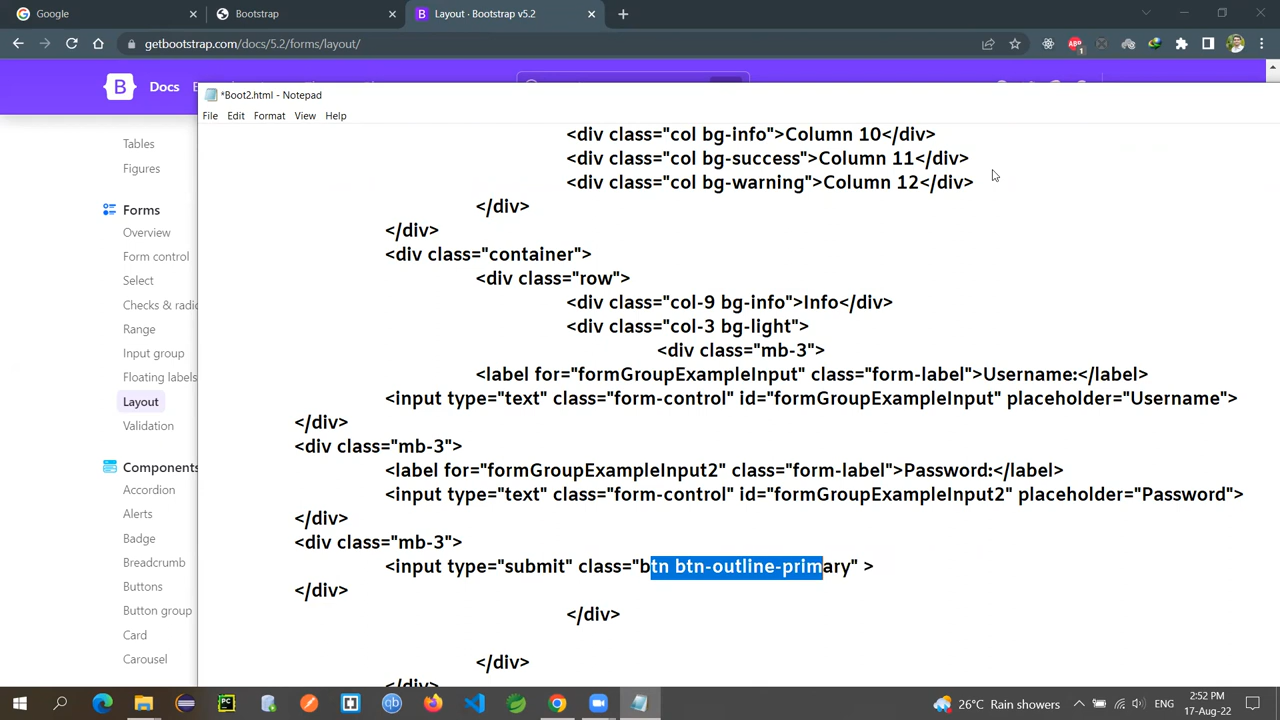 Google
Bootstrap
Layout · Bootstrap v5.2
getbootstrap.com/docs/5.2/forms/layout/
ABP
1
B
Docs
*Boot2.html - Notepad
File Edit Format View Help
Tables
Figures
Forms
Overview
Form control
Select
Checks & radi
Range
Input group
Floating labels
Layout
Validation
Components
Accordion
Alerts
Badge
Breadcrumb
Buttons
Button group
Card
Carousel
<div class="col bg-info">Column 10</div>
<div class="col bg-success">Column 11</div>
<div class="col bg-warning">Column 12</div>
</div>
</div>
<div class="container">
<div class="row">
<div class="col-9 bg-info">Info</div>
<div class="col-3 bg-light">
<div class="mb-3">
<label for="formGroupExampleInput" class="form-label">Username:</label>
<input type="text" class="form-control" id="formGroupExampleInput" placeholder="Username">
</div>
<div class="mb-3">
<label for="formGroupExampleInput2" class="form-label">Password:</label>
<input type="text" class="form-control" id="formGroupExampleInput2" placeholder="Password">
</div>
<div class="mb-3">
<input type="submit" class="btn btn-outline-primary" >
</div>
</div>
</div>
</div>
PC
qb
26°C Rain showers
ENG
2:52 PM
17-Aug-22